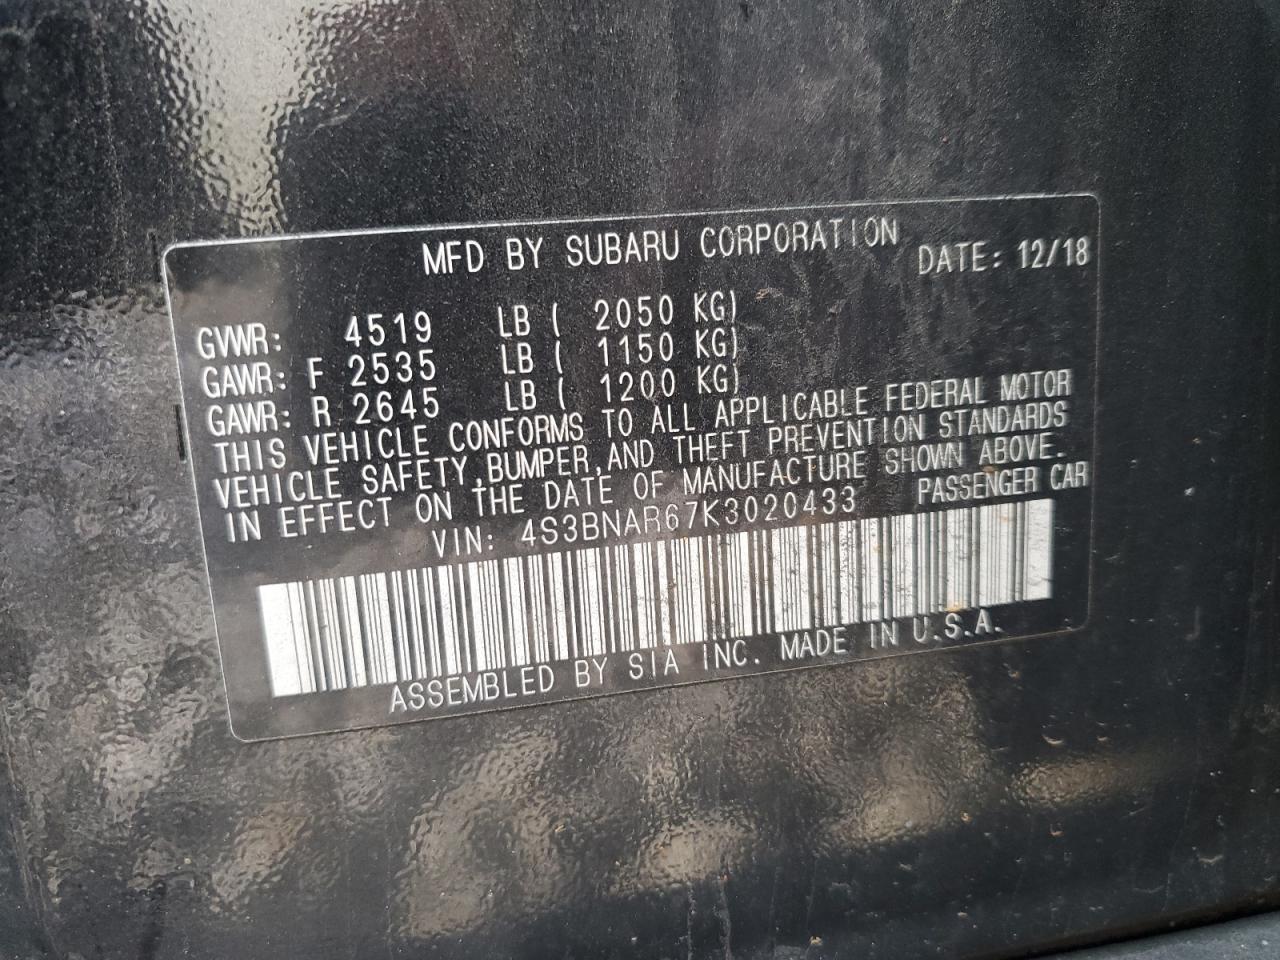 MFD BY SUBARU CORPORATION DATE: 12/18
GVWR: 4519 LB ( 2050 KG)
GAWR: F 2535 LB ( 1150 KG)
GAWR: R 2645 LB ( 1200 KG)
THIS VEHICLE CONFORMS TO ALL APPLICABLE FEDERAL MOTOR
VEHICLE SAFETY,BUMPER,AND THEFT PREVENTION STANDARDS
IN EFFECT ON THE DATE OF MANUFACTURE SHOWN ABOVE.
VIN: 4S3BNAR67K3020433 PASSENGER CAR
ASSEMBLED BY SIA INC. MADE IN U.S.A.